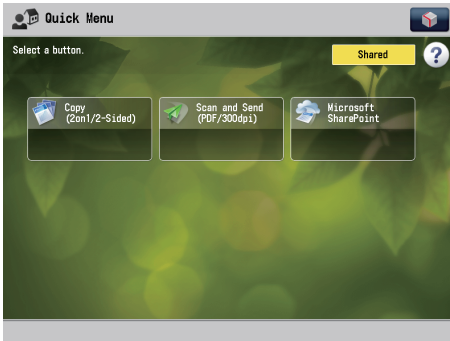 Quick Menu
Select a button.
Shared
?
Copy
(2on1/2-Sided)
Scan and Send
(PDF/300dpi)
Microsoft
SharePoint